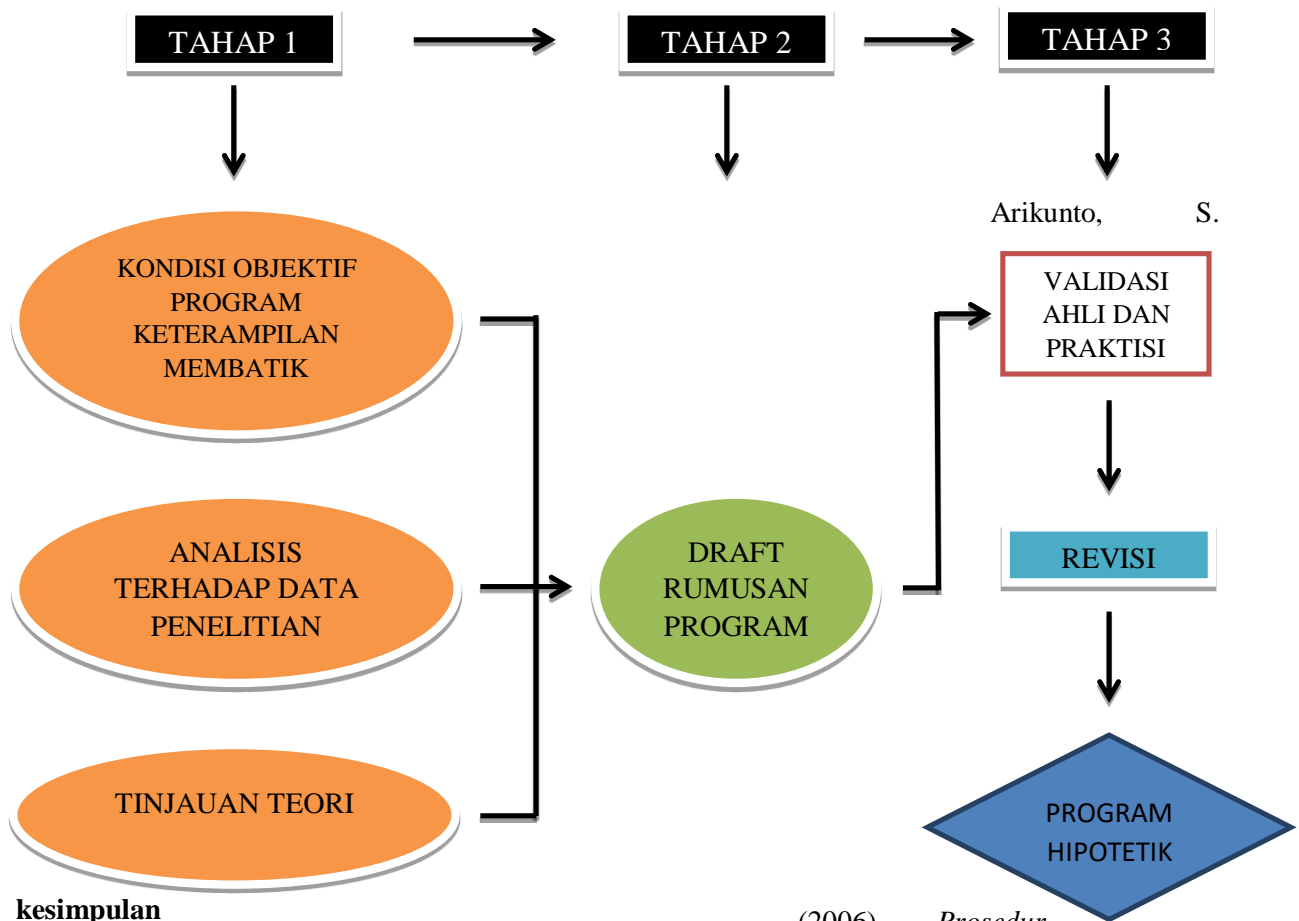 TAHAP 1
TAHAP 2
TAHAP 3
KONDISI OBJEKTIF
PROGRAM
KETERAMPILAN
MEMBATIK
ANALISIS
TERHADAP DATA
PENELITIAN
TINJAUAN TEORI
DRAFT
RUMUSAN
PROGRAM
Arikunto, S.
VALIDASI
AHLI DAN
PRAKTISI
REVISI
PROGRAM
HIPOTETIK
kesimpulan
(2006). Prosedur